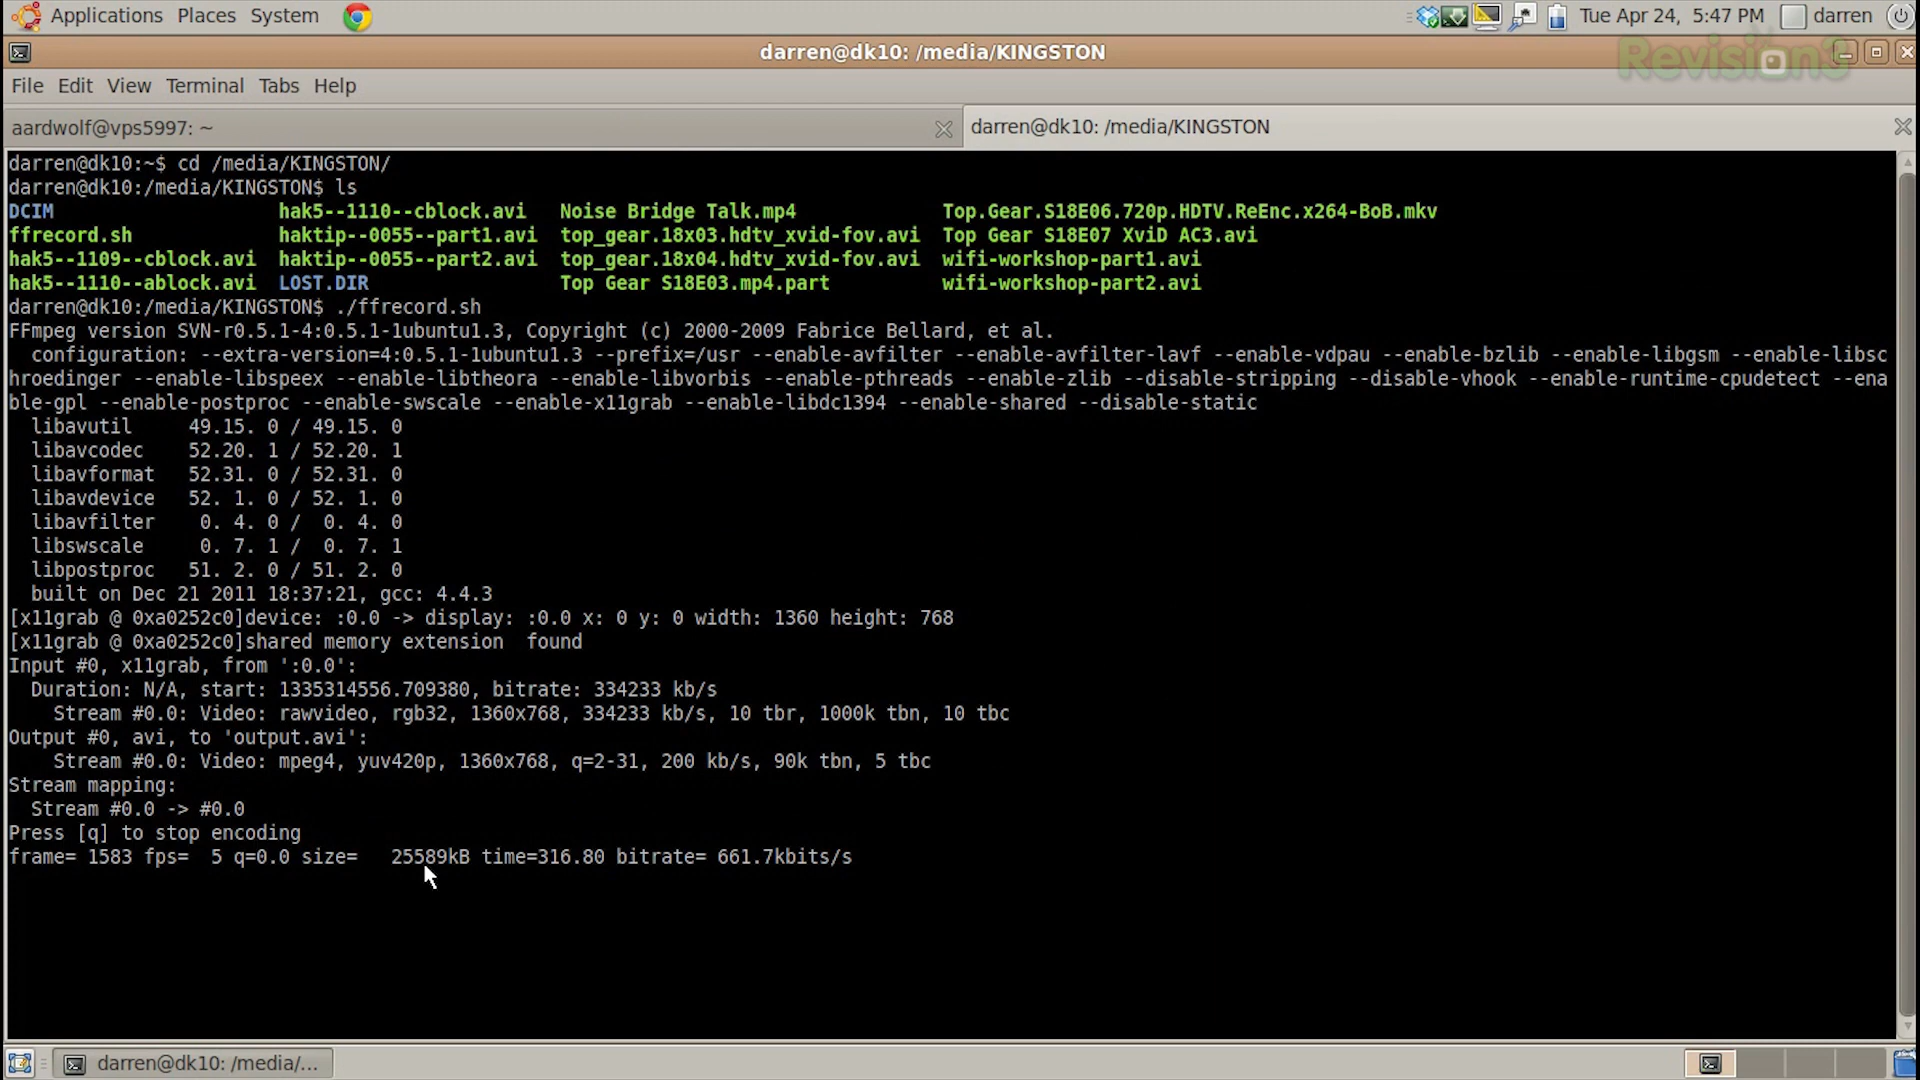 Applications Places System Tue Apr 24, 5:47 PM darren
darren@dk10: /media/KINGSTON
Revision3
File Edit View Terminal Tabs Help
aardwolf@vps5997: ~ darren@dk10: /media/KINGSTON
darren@dk10:~$ cd /media/KINGSTON/
darren@dk10:/media/KINGSTON$ ls
DCIM hak5--1110--cblock.avi Noise Bridge Talk.mp4 Top.Gear.S18E06.720p.HDTV.ReEnc.x264-BoB.mkv
ffrecord.sh haktip--0055--part1.avi top_gear.18x03.hdtv_xvid-fov.avi Top Gear S18E07 XviD AC3.avi
hak5--1109--cblock.avi haktip--0055--part2.avi top_gear.18x04.hdtv_xvid-fov.avi wifi-workshop-part1.avi
hak5--1110--ablock.avi LOST.DIR Top Gear S18E03.mp4.part wifi-workshop-part2.avi
darren@dk10:/media/KINGSTON$ ./ffrecord.sh
FFmpeg version SVN-r0.5.1-4:0.5.1-1ubuntu1.3, Copyright (c) 2000-2009 Fabrice Bellard, et al.
configuration: --extra-version=4:0.5.1-1ubuntu1.3 --prefix=/usr --enable-avfilter --enable-avfilter-lavf --enable-vdpau --enable-bzlib --enable-libgsm --enable-libsc
hroedinger --enable-libspeex --enable-libtheora --enable-libvorbis --enable-pthreads --enable-zlib --disable-stripping --disable-vhook --enable-runtime-cpudetect --ena
ble-gpl --enable-postproc --enable-swscale --enable-x11grab --enable-libdc1394 --enable-shared --disable-static
libavutil 49.15. 0 / 49.15. 0
libavcodec 52.20. 1 / 52.20. 1
libavformat 52.31. 0 / 52.31. 0
libavdevice 52. 1. 0 / 52. 1. 0
libavfilter 0. 4. 0 / 0. 4. 0
libswscale 0. 7. 1 / 0. 7. 1
libpostproc 51. 2. 0 / 51. 2. 0
built on Dec 21 2011 18:37:21, gcc: 4.4.3
[x11grab @ 0xa0252c0]device: :0.0 -> display: :0.0 x: 0 y: 0 width: 1360 height: 768
[x11grab @ 0xa0252c0]shared memory extension found
Input #0, x11grab, from ':0.0':
Duration: N/A, start: 1335314556.709380, bitrate: 334233 kb/s
Stream #0.0: Video: rawvideo, rgb32, 1360x768, 334233 kb/s, 10 tbr, 1000k tbn, 10 tbc
Output #0, avi, to 'output.avi':
Stream #0.0: Video: mpeg4, yuv420p, 1360x768, q=2-31, 200 kb/s, 90k tbn, 5 tbc
Stream mapping:
Stream #0.0 -> #0.0
Press [q] to stop encoding
frame= 1583 fps= 5 q=0.0 size= 25589kB time=316.80 bitrate= 661.7kbits/s
darren@dk10: /media/...